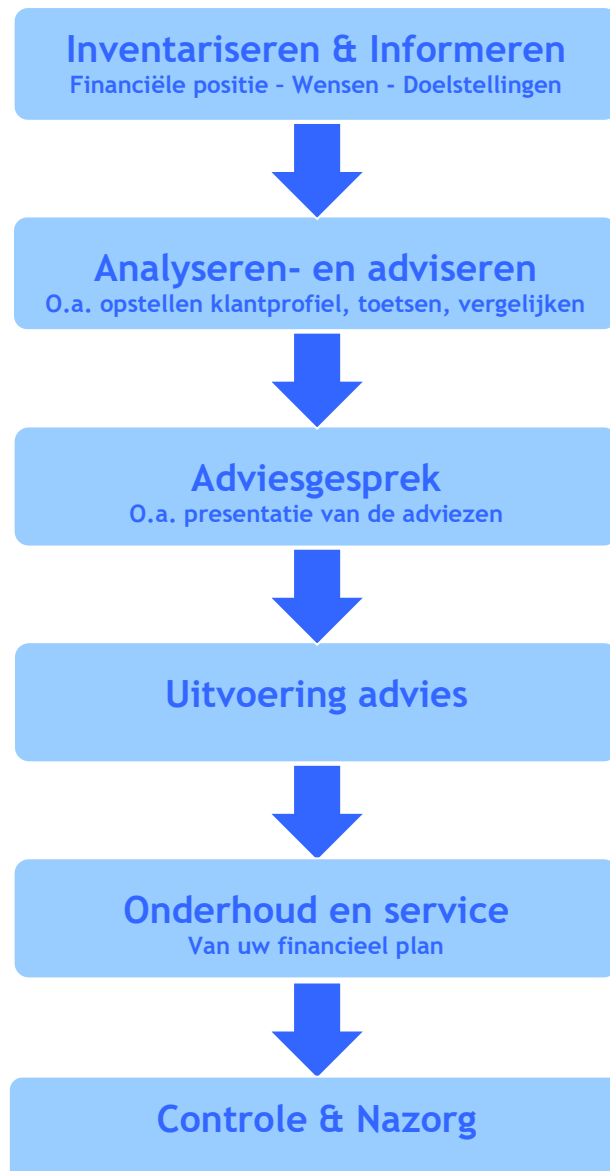 Inventariseren & Informeren
Financiële positie – Wensen - Doelstellingen
Analyseren- en adviseren
O.a. opstellen klantprofiel, toetsen, vergelijken
Adviesgesprek
O.a. presentatie van de adviezen
Uitvoering advies
Onderhoud en service
Van uw financieel plan
Controle & Nazorg